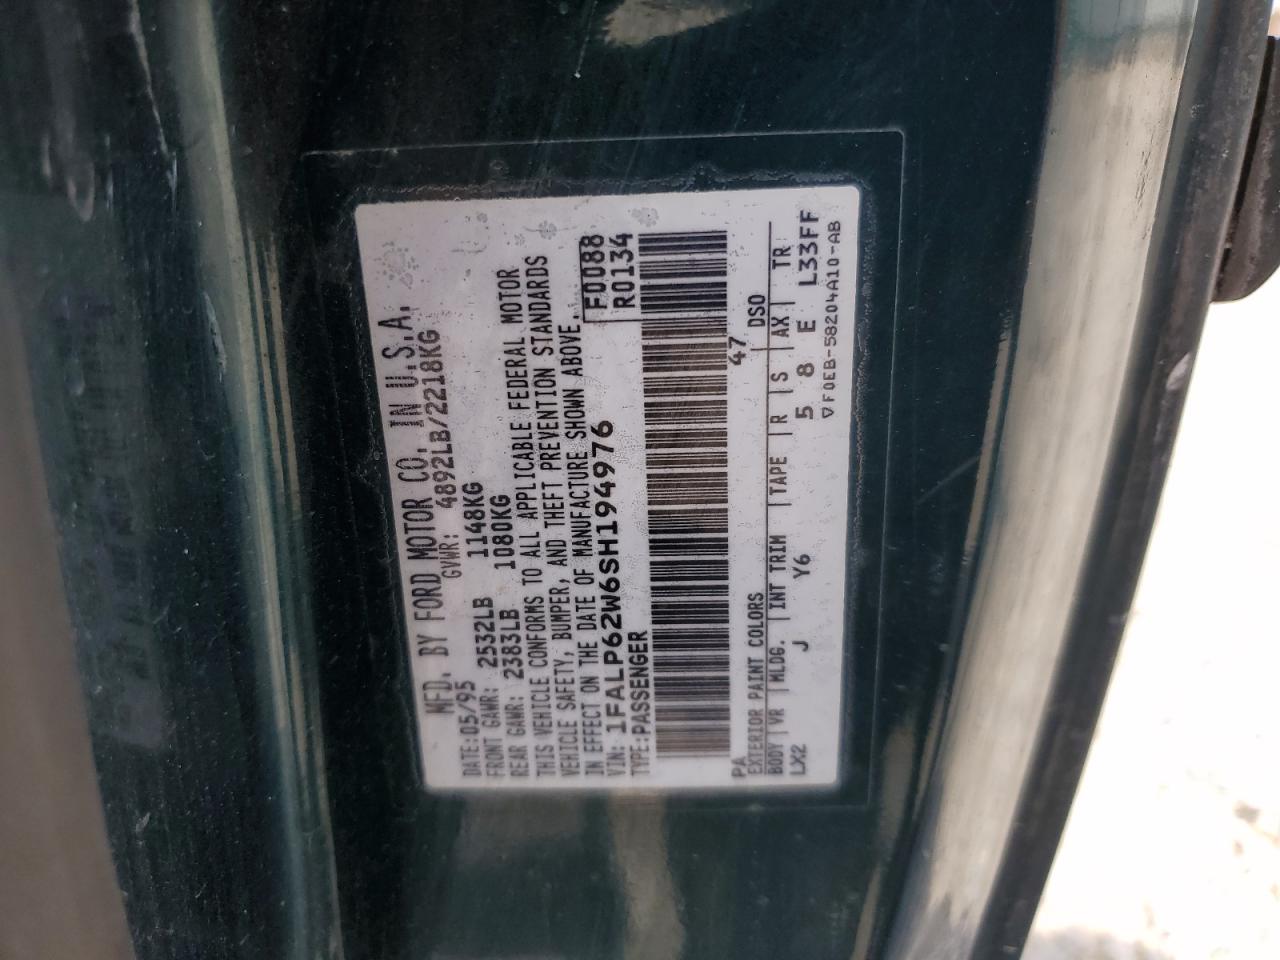 MFD. BY FORD MOTOR CO. IN U.S.A.
DATE: 05/95 GVWR: 4892LB/2218KG
FRONT GAWR: 2532LB 1148KG
REAR GAWR: 2383LB 1080KG
THIS VEHICLE CONFORMS TO ALL APPLICABLE FEDERAL MOTOR
VEHICLE SAFETY, BUMPER, AND THEFT PREVENTION STANDARDS
IN EFFECT ON THE DATE OF MANUFACTURE SHOWN ABOVE.
VIN: 1FALP62W6SH194976 F0088
TYPE: PASSENGER R0134
PA 47
EXTERIOR PAINT COLORS DSO
BODY | VR | MLDG. | INT TRIM | TAPE | R | S | AX | TR
LX2 J Y6 5 8 E L33FF
▽ F0EB-58204A10-AB